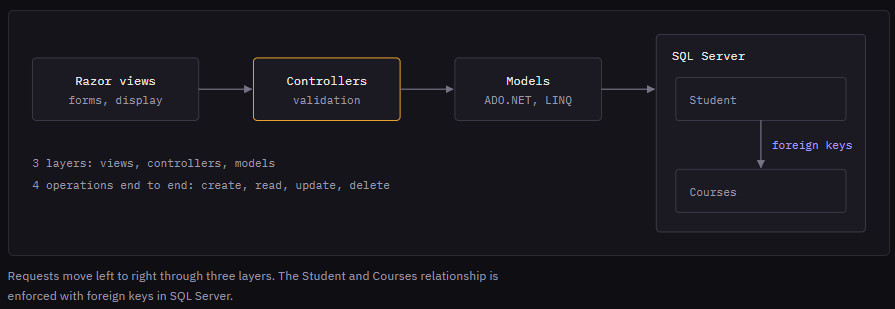 SQL Server
Razor views
forms, display
Controllers
validation
Models
ADO.NET, LINQ
Student
foreign keys
Courses
3 layers: views, controllers, models
4 operations end to end: create, read, update, delete
Requests move left to right through three layers. The Student and Courses relationship is
enforced with foreign keys in SQL Server.